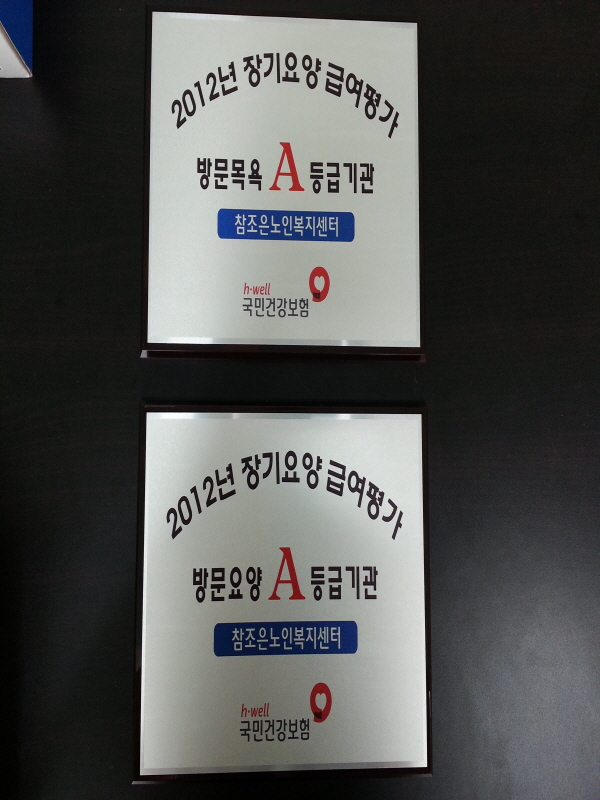 2012년 장기요양 급여평가
방문목욕 A 등급기관
참조은노인복지센터
h·well
국민건강보험
2012년 장기요양 급여평가
방문요양 A 등급기관
참조은노인복지센터
h·well
국민건강보험